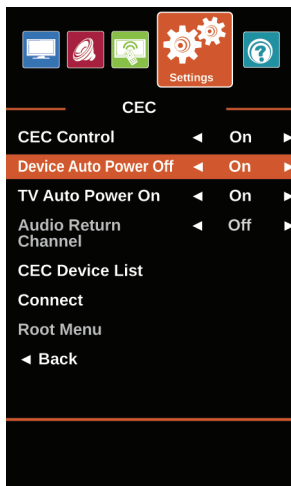 Settings
CEC
CEC Control ◄ On ►
Device Auto Power Off ◄ On ►
TV Auto Power On ◄ On ►
Audio Return
Channel ◄ Off ►
CEC Device List
Connect
Root Menu
◄ Back